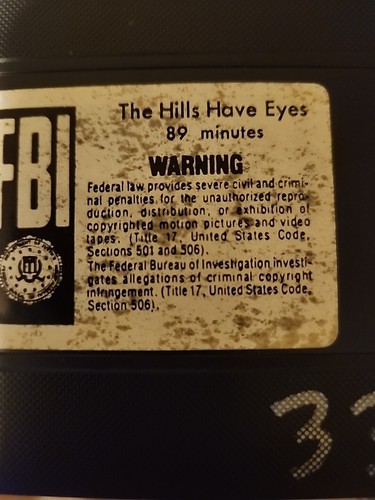 The Hills Have Eyes
89 minutes
FBI
WARNING
Federal law provides severe civil and crimi-
nal penalties for the unauthorized repro-
duction, distribution, or exhibition of
copyrighted motion pictures and video
tapes. (Title 17, United States Code,
Sections 501 and 506).
The Federal Bureau of Investigation investi-
gates allegations of criminal copyright
infringement. (Title 17, United States Code,
Section 506).